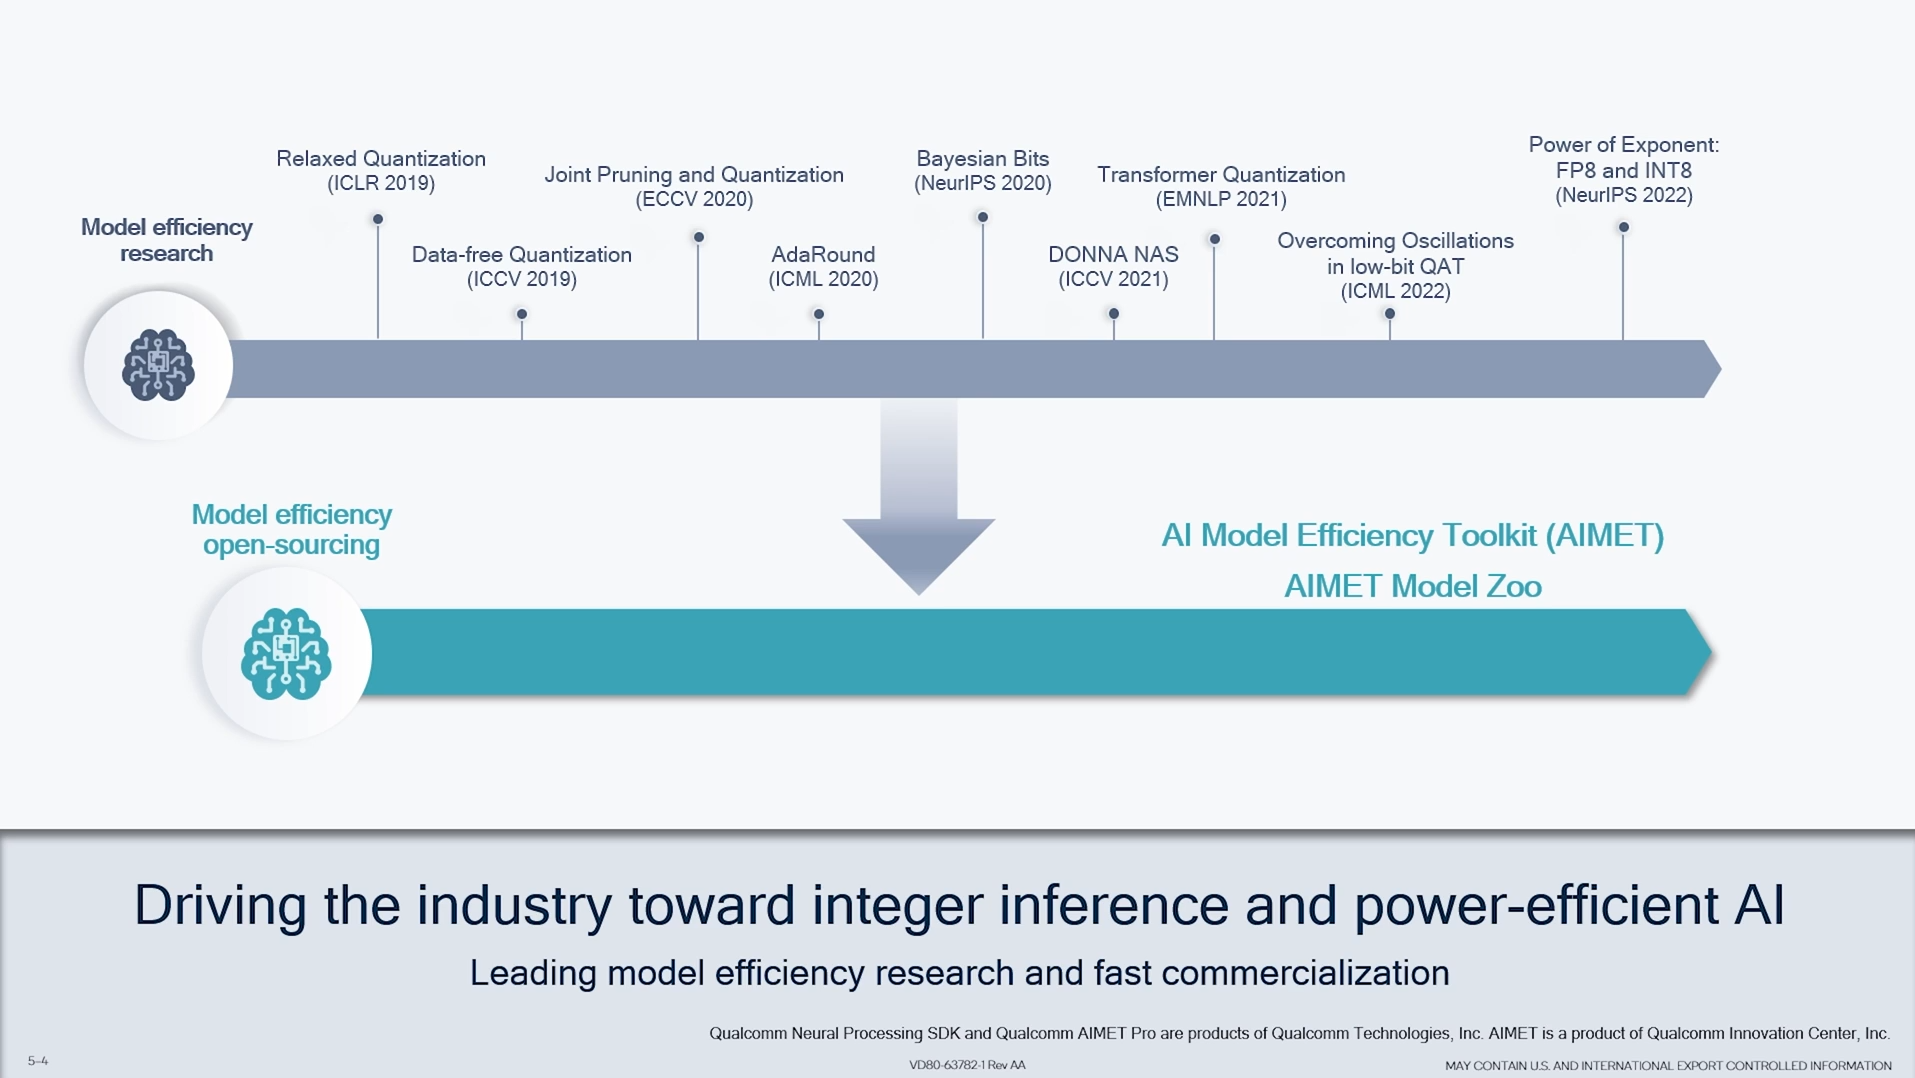 Model efficiency
research
Relaxed Quantization
(ICLR 2019)
Data-free Quantization
(ICCV 2019)
Joint Pruning and Quantization
(ECCV 2020)
AdaRound
(ICML 2020)
Bayesian Bits
(NeurIPS 2020)
DONNA NAS
(ICCV 2021)
Transformer Quantization
(EMNLP 2021)
Overcoming Oscillations
in low-bit QAT
(ICML 2022)
Power of Exponent:
FP8 and INT8
(NeurIPS 2022)
Model efficiency
open-sourcing
AI Model Efficiency Toolkit (AIMET)
AIMET Model Zoo
Driving the industry toward integer inference and power-efficient AI
Leading model efficiency research and fast commercialization
Qualcomm Neural Processing SDK and Qualcomm AIMET Pro are products of Qualcomm Technologies, Inc. AIMET is a product of Qualcomm Innovation Center, Inc.
5-4
VD80-63782-1 Rev AA
MAY CONTAIN U.S. AND INTERNATIONAL EXPORT CONTROLLED INFORMATION